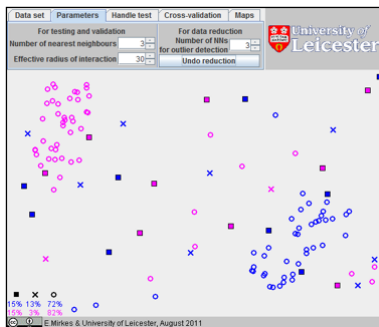 Data set Parameters Handle test Cross-validation Maps
For testing and validation
Number of nearest neighbours 3
Effective radius of interaction 30
For data reduction
Number of NNs for outlier detection 3
Undo reduction
University of
Leicester
15% 13% 72%
15% 3% 82%
E.Mirkes & University of Leicester, August 2011